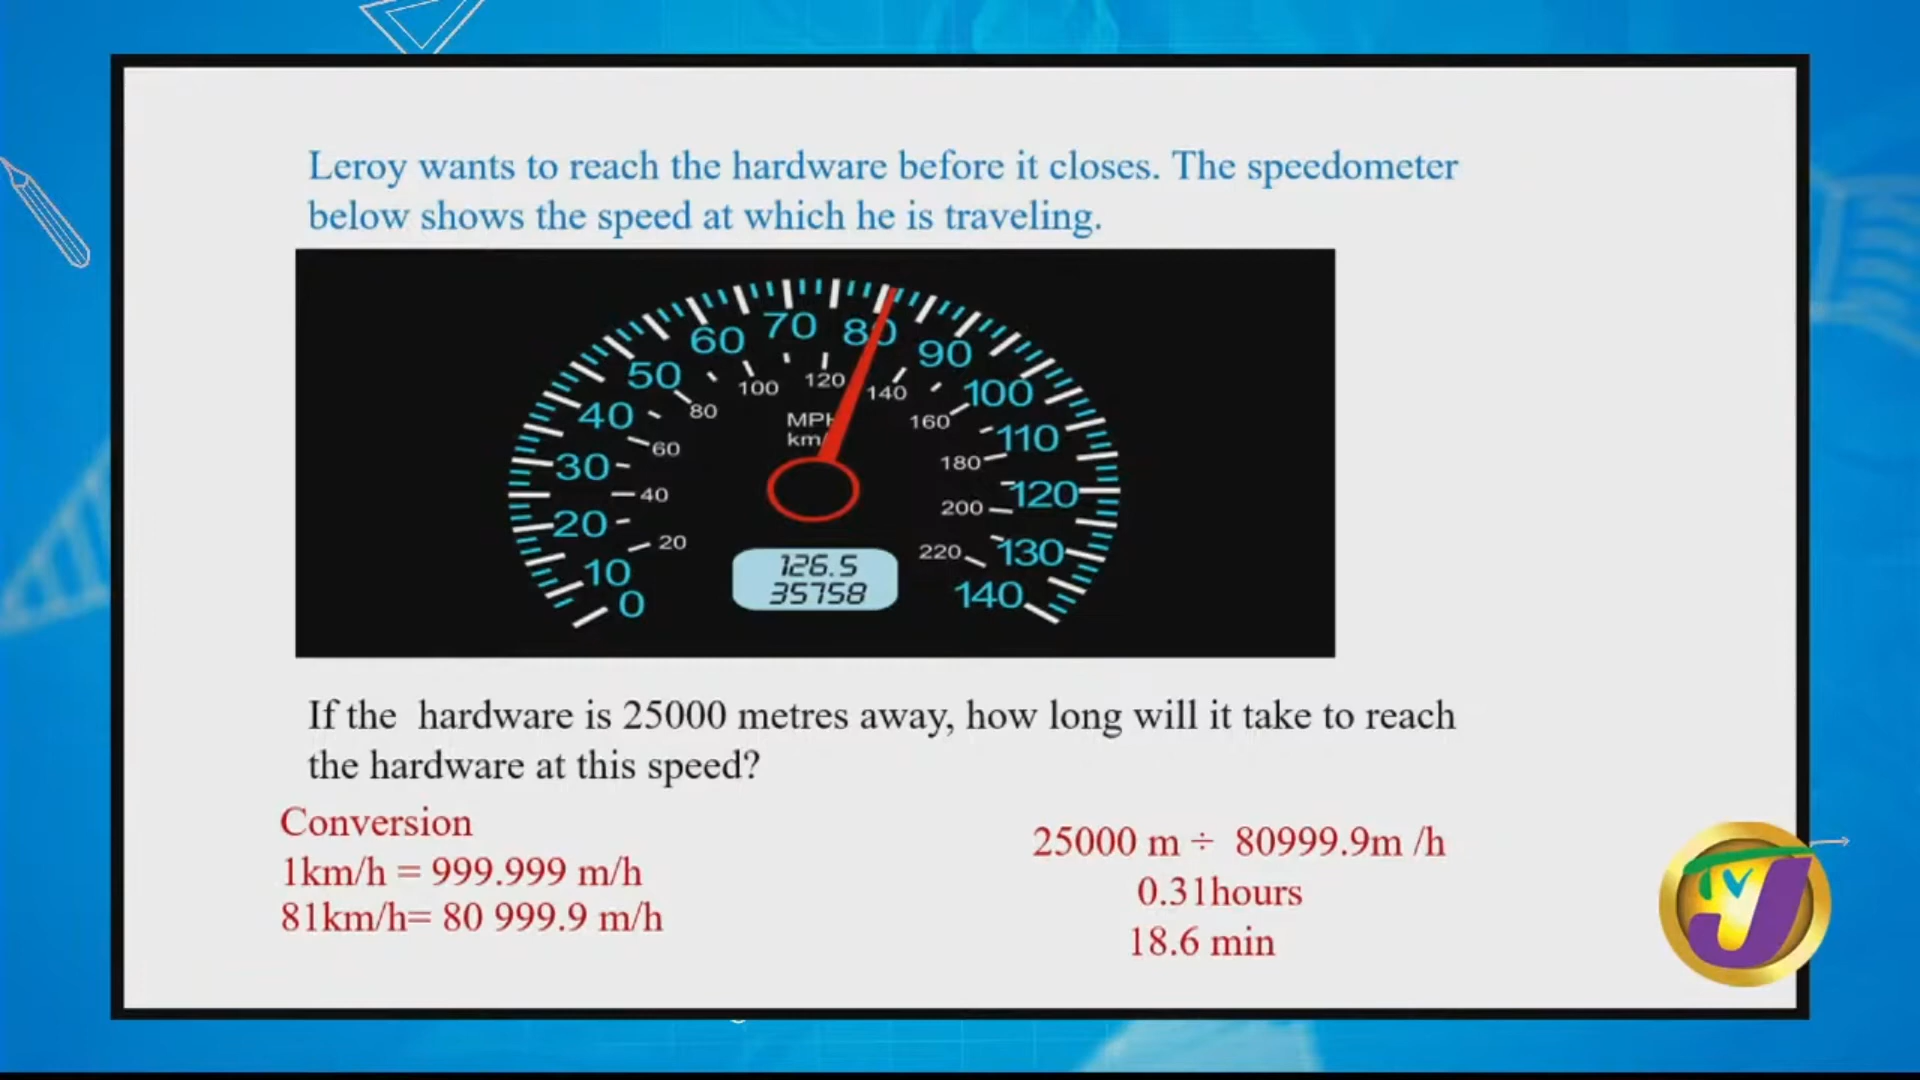 Leroy wants to reach the hardware before it closes. The speedometer
below shows the speed at which he is traveling.
0
10
20
30
40
50
60
70
80
90
100
110
120
130
140
20
40
60
80
100
120
140
160
180
200
220
MPH
km/
126.5
35758
If the hardware is 25000 metres away, how long will it take to reach
the hardware at this speed?
Conversion
1km/h = 999.999 m/h
81km/h= 80 999.9 m/h
25000 m ÷ 80999.9m /h
0.31hours
18.6 min
TVJ